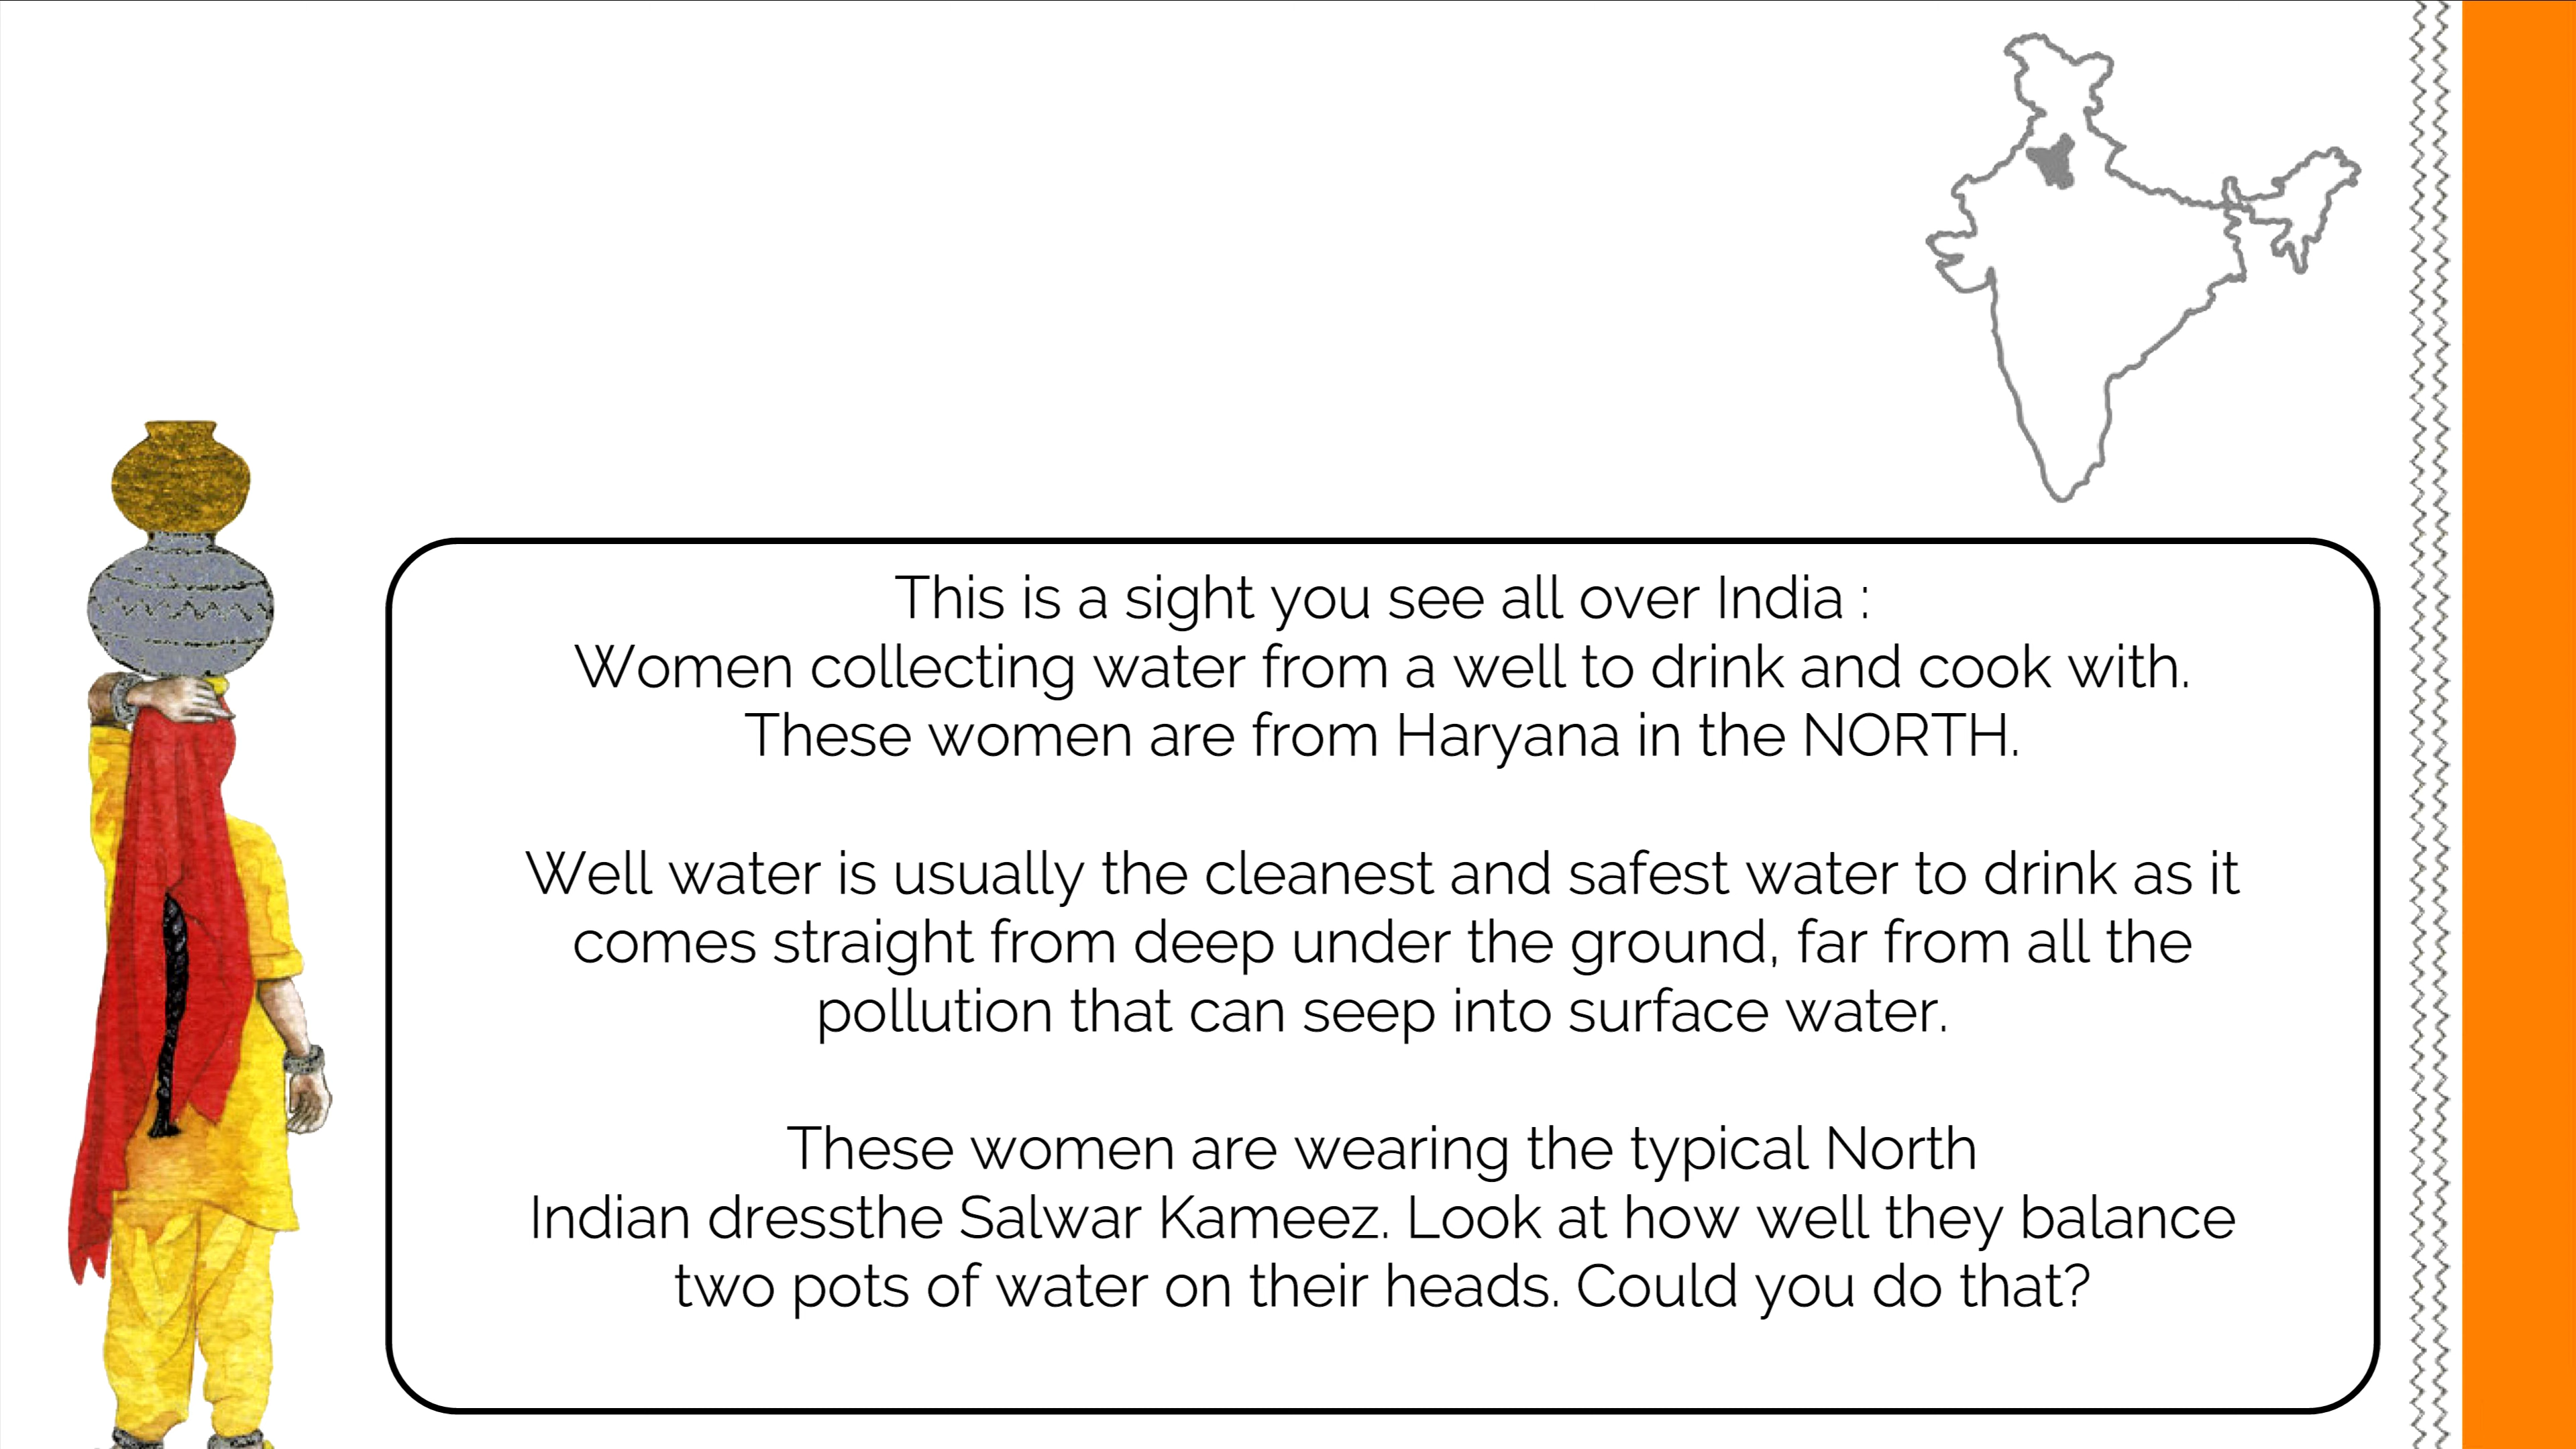 This is a sight you see all over India :
Women collecting water from a well to drink and cook with.
These women are from Haryana in the NORTH.
Well water is usually the cleanest and safest water to drink as it
comes straight from deep under the ground, far from all the
pollution that can seep into surface water.
These women are wearing the typical North
Indian dressthe Salwar Kameez. Look at how well they balance
two pots of water on their heads. Could you do that?